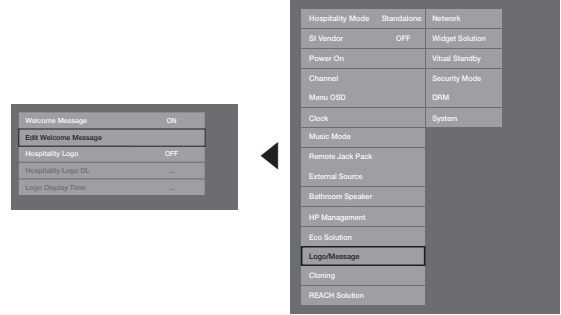 Welcome Message ON
Edit Welcome Message
Hospitality Logo OFF
Hospitality Logo DL ...
Logo Display Time ...
Hospitality Mode Standalone Network
SI Vendor OFF Widget Solution
Power On Vitual Standby
Channel Security Mode
Menu OSD DRM
Clock System
Music Mode
Remote Jack Pack
External Source
Bathroom Speaker
HP Management
Eco Solution
Logo/Message
Cloning
REACH Solution